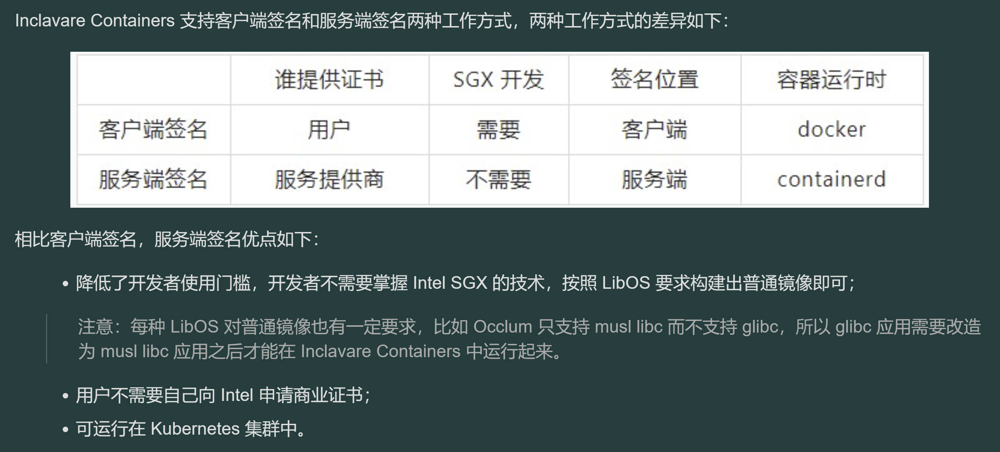 Inclavare Containers 支持客户端签名和服务端签名两种工作方式，两种工作方式的差异如下：
谁提供证书 SGX 开发 签名位置 容器运行时
客户端签名 用户 需要 客户端 docker
服务端签名 服务提供商 不需要 服务端 containerd
相比客户端签名，服务端签名优点如下：
• 降低了开发者使用门槛，开发者不需要掌握 Intel SGX 的技术，按照 LibOS 要求构建出普通镜像即可；
注意：每种 LibOS 对普通镜像也有一定要求，比如 Occlum 只支持 musl libc 而不支持 glibc，所以 glibc 应用需要改造
为 musl libc 应用之后才能在 Inclavare Containers 中运行起来。
• 用户不需要自己向 Intel 申请商业证书；
• 可运行在 Kubernetes 集群中。